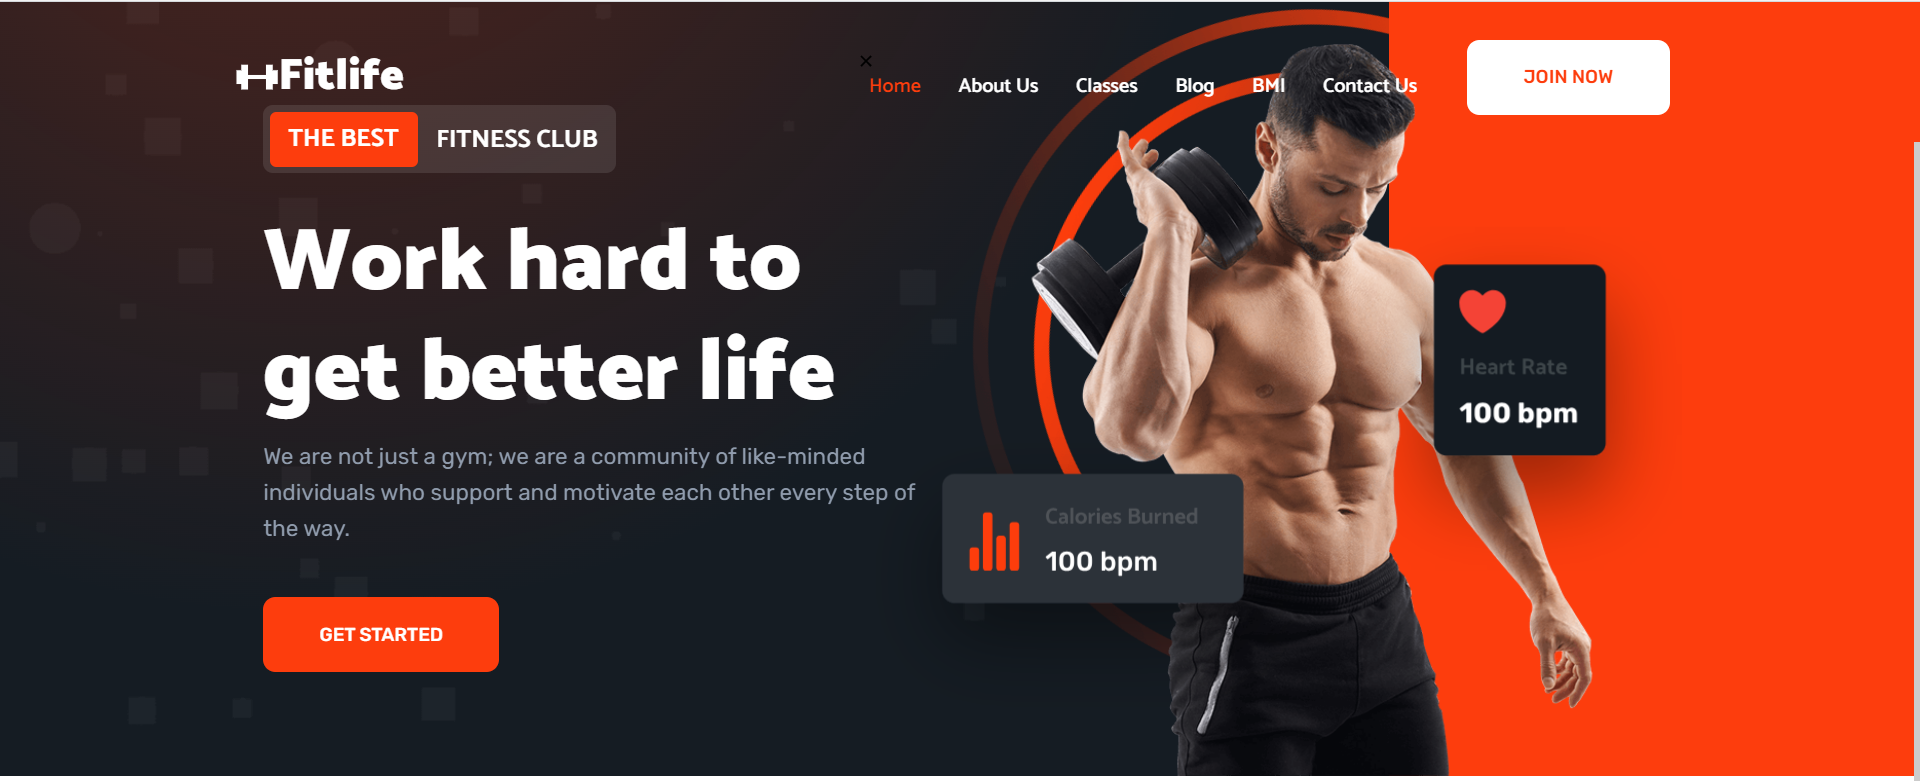 Fitlife
Home About Us Classes Blog BMI Contact Us
JOIN NOW
THE BEST FITNESS CLUB
Work hard to
get better life
We are not just a gym; we are a community of like-minded
individuals who support and motivate each other every step of
the way.
GET STARTED
Heart Rate
100 bpm
Calories Burned
100 bpm